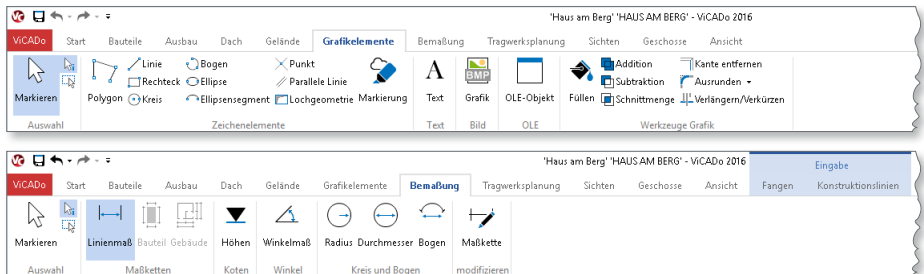 'Haus am Berg' 'HAUS AM BERG' - ViCADo 2016
ViCADo Start Bauteile Ausbau Dach Gelände Grafikelemente Bemaßung Tragwerksplanung Sichten Geschosse Ansicht
Linie Bogen Punkt Addition Kante entfernen
Rechteck Ellipse Parallele Linie BMP Subtraktion Ausrunden
Markieren Polygon Kreis Ellipsensegment Lochgeometrie Markierung Text Grafik OLE-Objekt Füllen Schnittmenge Verlängern/Verkürzen
Auswahl Zeichenelemente Text Bild OLE Werkzeuge Grafik
'Haus am Berg' 'HAUS AM BERG' - ViCADo 2016 Eingabe
ViCADo Start Bauteile Ausbau Dach Gelände Grafikelemente Bemaßung Tragwerksplanung Sichten Geschosse Ansicht Fangen Konstruktionslinien
Markieren Linienmaß Bauteil Gebäude Höhen Winkelmaß Radius Durchmesser Bogen Maßkette
Auswahl Maßketten Koten Winkel Kreis und Bogen modifizieren